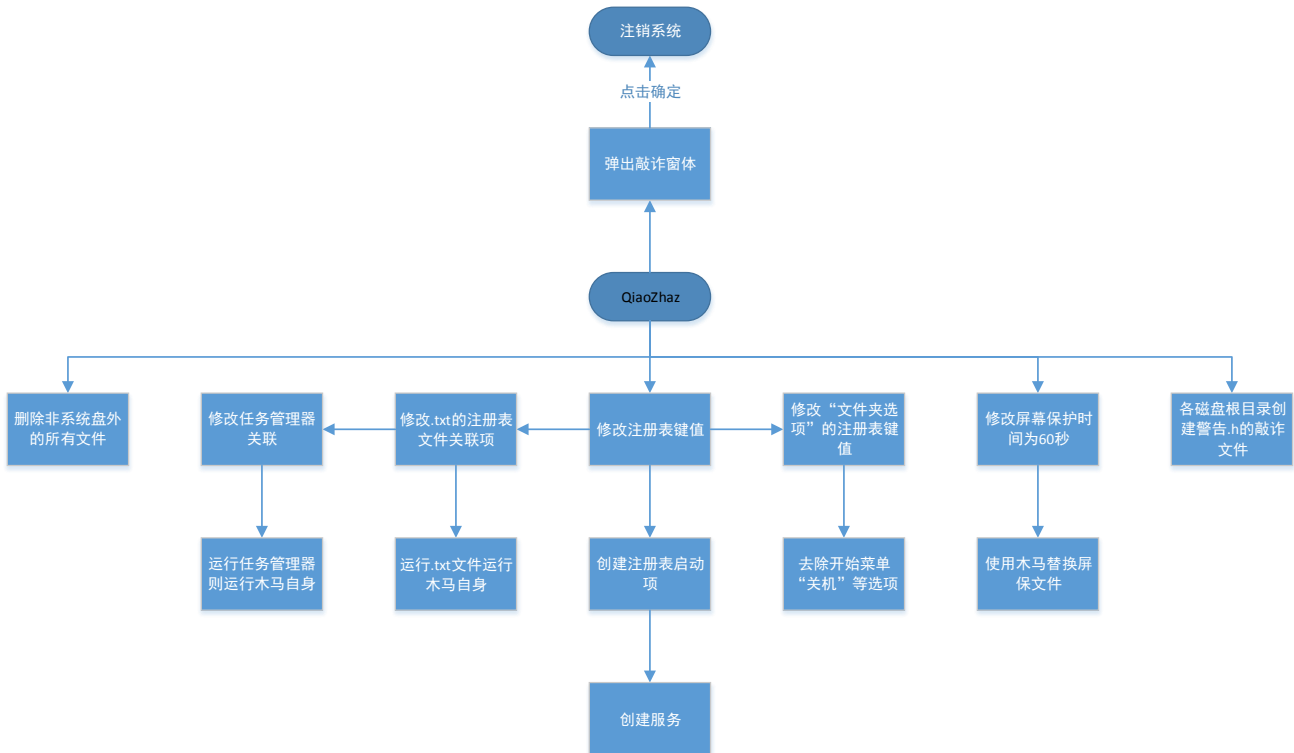 注销系统
点击确定
弹出敲诈窗体
QiaoZhaz
删除非系统盘外
的所有文件
修改任务管理器
关联
修改.txt的注册表
文件关联项
修改注册表键值
修改“文件夹选
项”的注册表键
值
修改屏幕保护时
间为60秒
各磁盘根目录创
建警告.h的敲诈
文件
运行任务管理器
则运行木马自身
运行.txt文件运行
木马自身
创建注册表启动
项
去除开始菜单
“关机”等选项
使用木马替换屏
保文件
创建服务